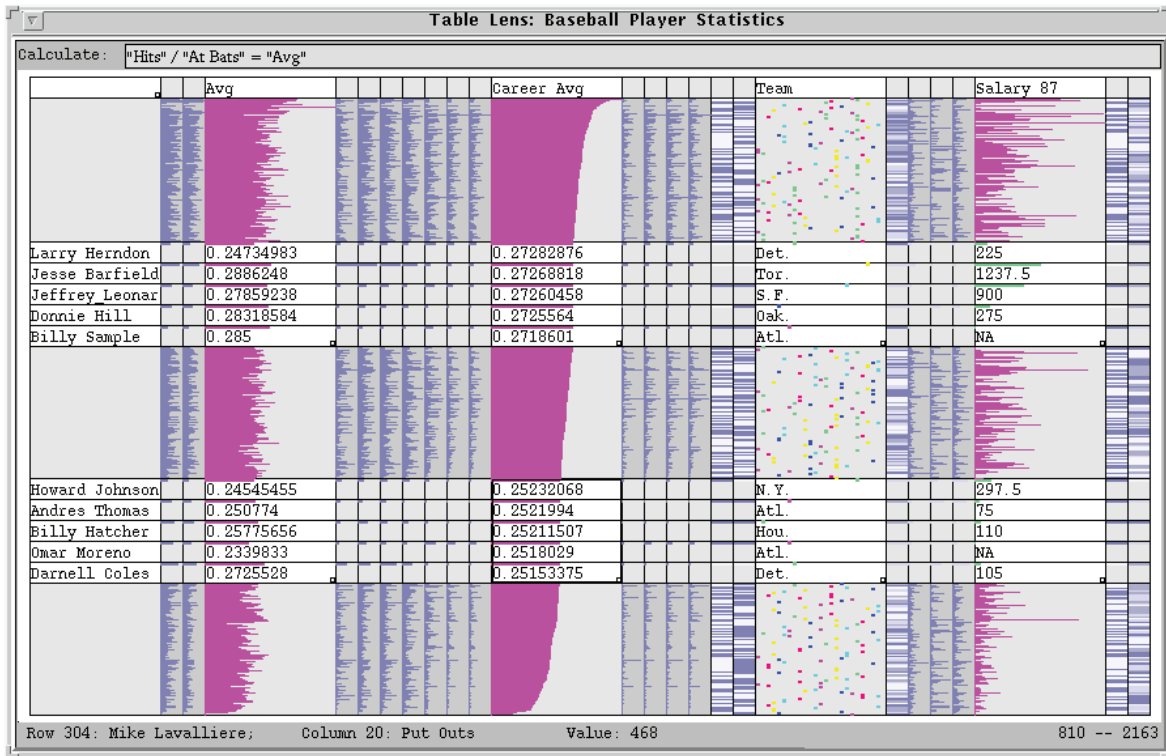 Table Lens: Baseball Player Statistics
Calculate: "Hits" / "At Bats" = "Avg"
Avg Career Avg Team Salary 87
Larry Herndon 0.24734983 0.27282876 Det. 225
Jesse Barfield 0.2886248 0.27268818 Tor. 1237.5
Jeffrey_Leonar 0.27859238 0.27260458 S.F. 900
Donnie Hill 0.28318584 0.2725564 Oak. 275
Billy Sample 0.285 0.2718601 Atl. NA
Howard Johnson 0.24545455 0.25232068 N.Y. 297.5
Andres Thomas 0.250774 0.2521994 Atl. 75
Billy Hatcher 0.25775656 0.25211507 Hou. 110
Omar Moreno 0.2339833 0.2518029 Atl. NA
Darnell Coles 0.2725528 0.25153375 Det. 105
Row 304: Mike Lavalliere; Column 20: Put Outs Value: 468 810 -- 2163